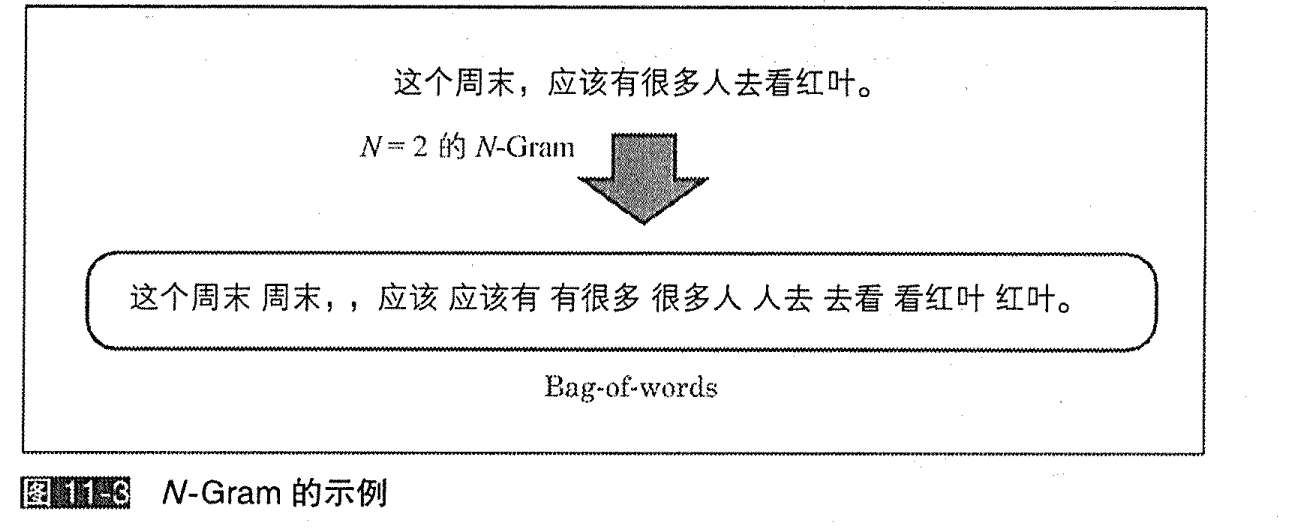 这个周末，应该有很多人去看红叶。
N = 2 的 N-Gram
这个周末 周末， ，应该 应该有 有很多 很多人 人去 去看 看红叶 红叶。
Bag-of-words
图 11-3 N-Gram 的示例